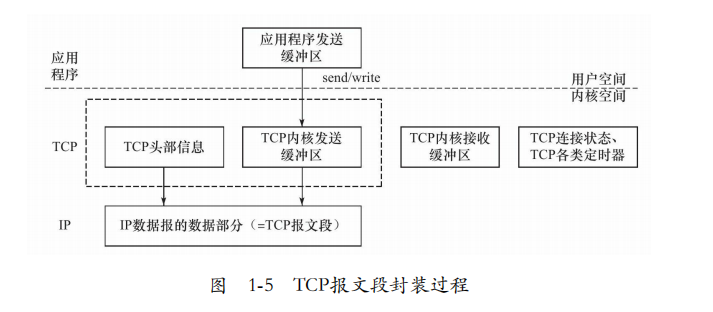 应用程序发送
缓冲区
应用
程序
send/write
用户空间
内核空间
TCP
TCP头部信息
TCP内核发送
缓冲区
TCP内核接收
缓冲区
TCP连接状态、
TCP各类定时器
IP
IP数据报的数据部分（=TCP报文段）
图 1-5 TCP报文段封装过程